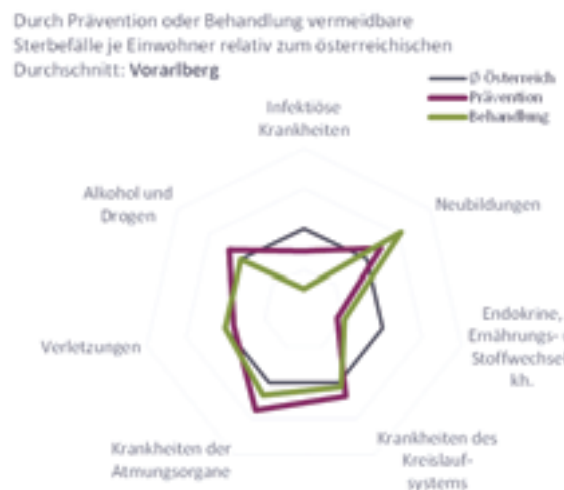 Durch Prävention oder Behandlung vermeidbare
Sterbefälle je Einwohner relativ zum österreichischen
Durchschnitt: Vorarlberg
Ø Österreich
Prävention
Behandlung
Infektiöse
Krankheiten
Alkohol und
Drogen
Neubildungen
Endokrine,
Ernährungs-
Stoffwechsel
kh.
Verletzungen
Krankheiten der
Atmungsorgane
Krankheiten des
Kreislauf-
systems